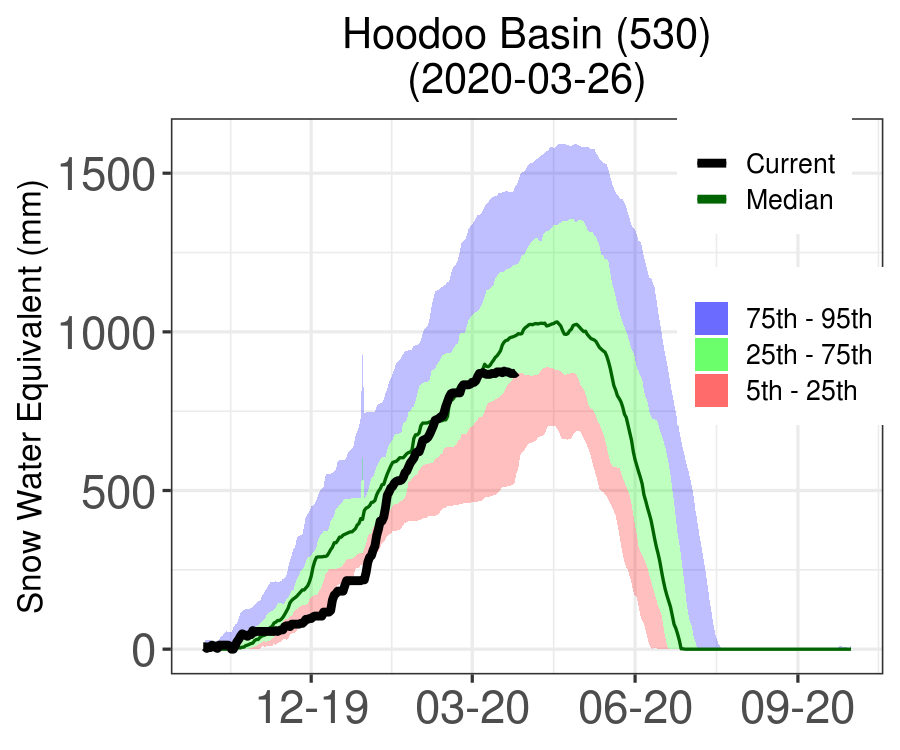 Hoodoo Basin (530)
(2020-03-26)
Snow Water Equivalent (mm)
1500
1000
500
0
12-19
03-20
06-20
09-20
Current
Median
75th - 95th
25th - 75th
5th - 25th